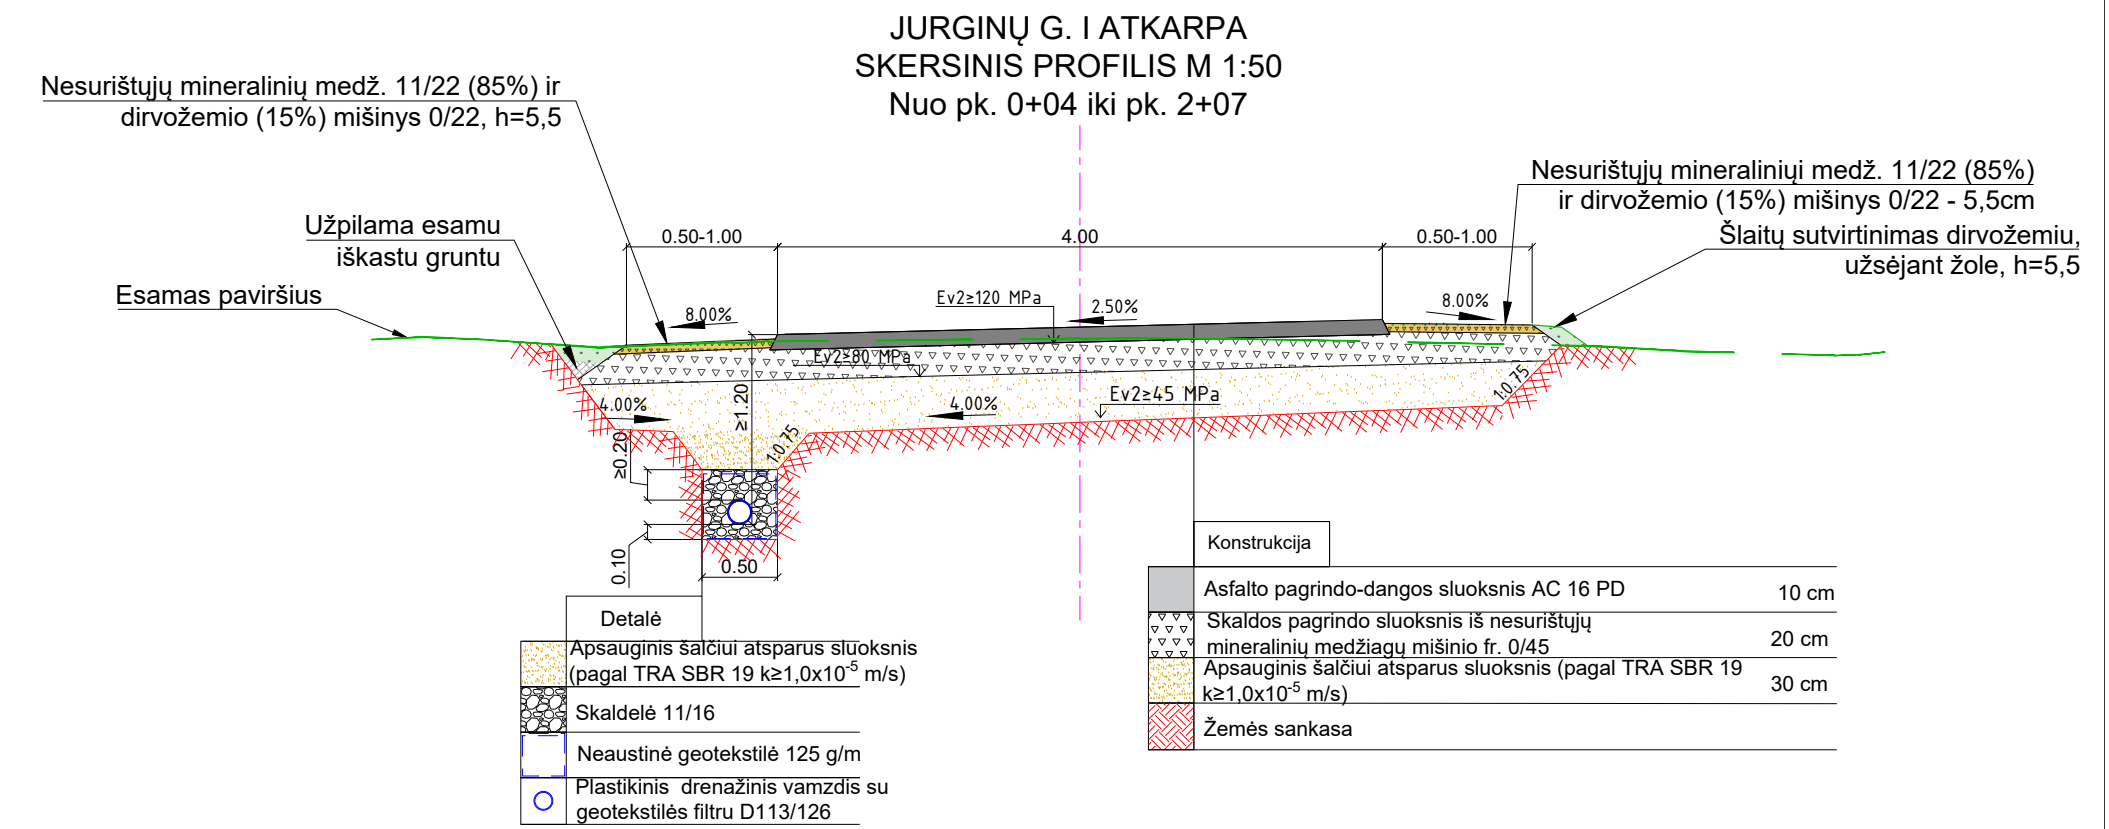 JURGINŲ G. I ATKARPA
SKERSINIS PROFILIS M 1:50
Nuo pk. 0+04 iki pk. 2+07
Nesurištųjų mineralinių medž. 11/22 (85%) ir
dirvožemio (15%) mišinys 0/22, h=5,5
Užpilama esamu
iškastu gruntu
Esamas paviršius
Nesurištųjų mineraliniųi medž. 11/22 (85%)
ir dirvožemio (15%) mišinys 0/22 - 5,5cm
Šlaitų sutvirtinimas dirvožemiu,
užsėjant žole, h=5,5
0.50-1.00
4.00
0.50-1.00
8.00%
Ev2≥120 MPa
2.50%
8.00%
Ev2≥80 MPa
4.00%
≥1.20
4.00%
Ev2≥45 MPa
1:0.75
≥0.20
1:0.75
0.10
0.50
Detalė
Apsauginis šalčiui atsparus sluoksnis
(pagal TRA SBR 19 k≥1,0x10⁻⁵ m/s)
Skaldelė 11/16
Neaustinė geotekstilė 125 g/m
Plastikinis drenažinis vamzdis su
geotekstilės filtru D113/126
Konstrukcija
Asfalto pagrindo-dangos sluoksnis AC 16 PD 10 cm
Skaldos pagrindo sluoksnis iš nesurištųjų
mineralinių medžiagų mišinio fr. 0/45 20 cm
Apsauginis šalčiui atsparus sluoksnis (pagal TRA SBR 19
k≥1,0x10⁻⁵ m/s) 30 cm
Žemės sankasa